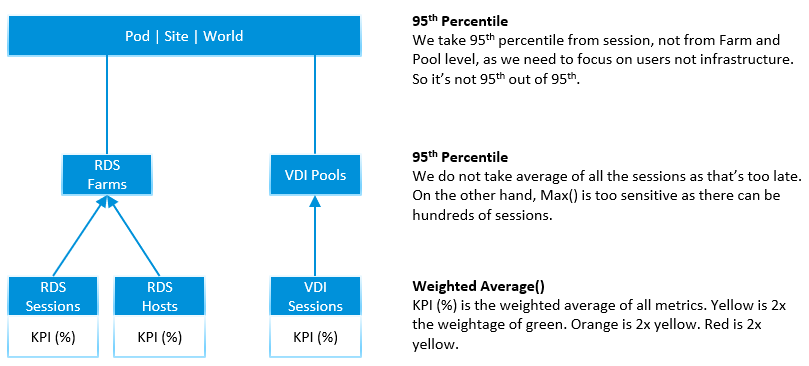 Pod | Site | World
95th Percentile
We take 95th percentile from session, not from Farm and
Pool level, as we need to focus on users not infrastructure.
So it's not 95th out of 95th.
RDS
Farms
VDI Pools
95th Percentile
We do not take average of all the sessions as that's too late.
On the other hand, Max() is too sensitive as there can be
hundreds of sessions.
RDS
Sessions
KPI (%)
RDS
Hosts
KPI (%)
VDI
Sessions
KPI (%)
Weighted Average()
KPI (%) is the weighted average of all metrics. Yellow is 2x
the weightage of green. Orange is 2x yellow. Red is 2x
yellow.